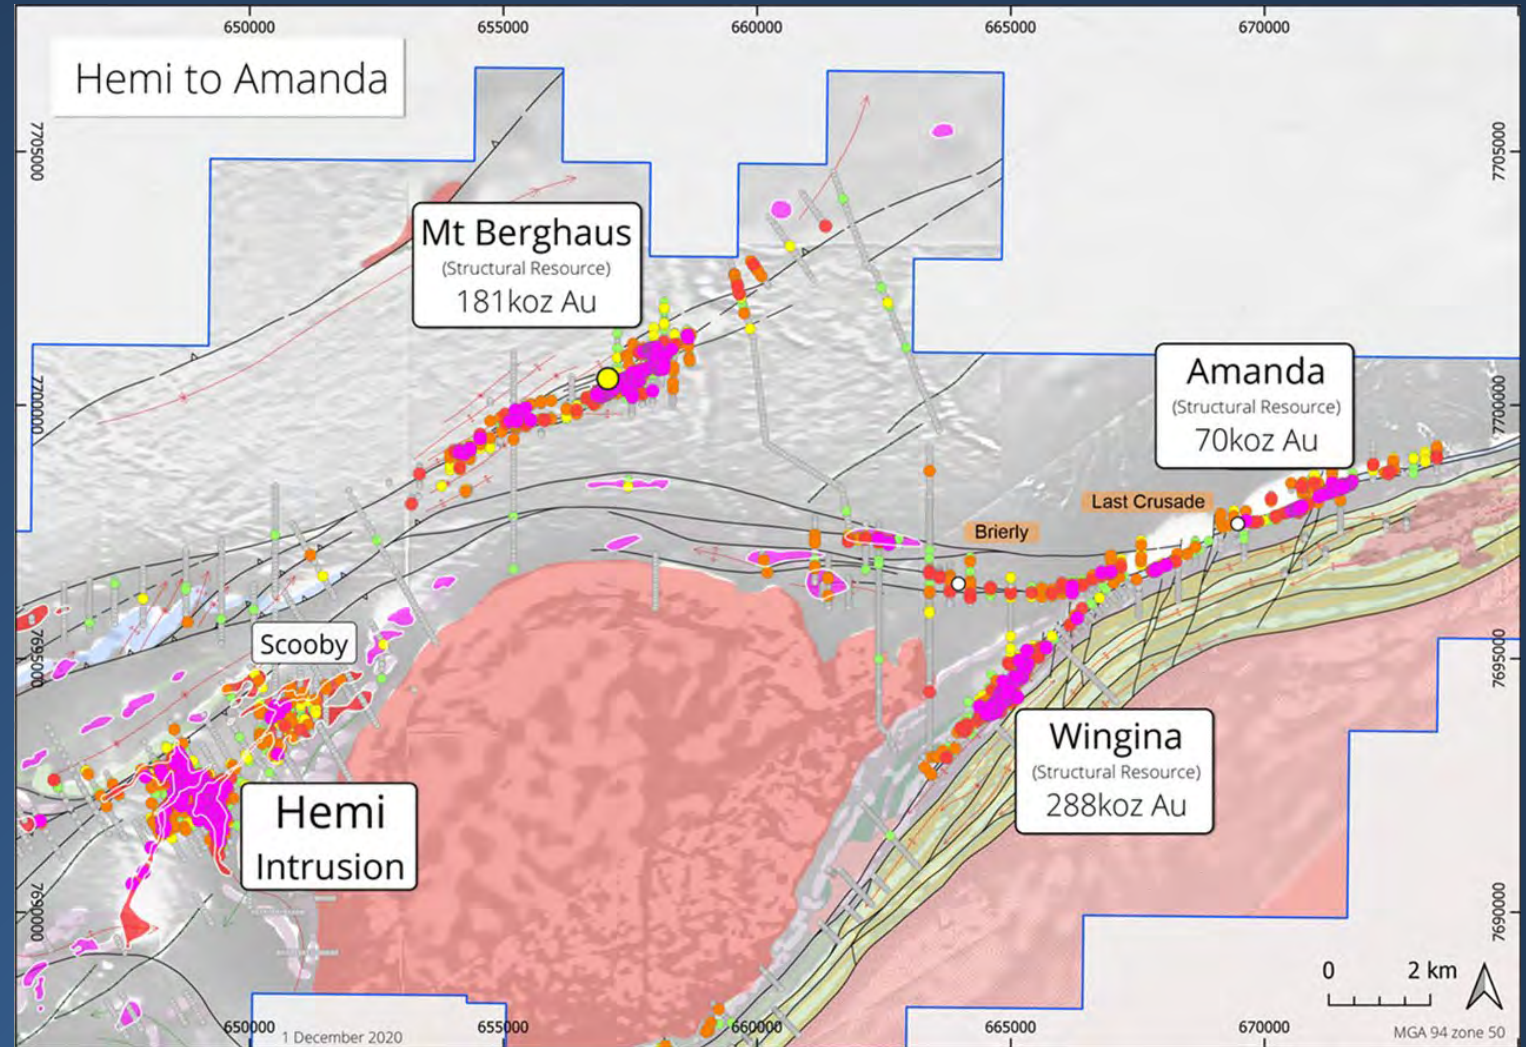 650000
655000
660000
665000
670000
Hemi to Amanda
7705000
7705000
Mt Berghaus
(Structural Resource)
181koz Au
7700000
7700000
Amanda
(Structural Resource)
70koz Au
Last Crusade
Brierly
Scooby
7695000
7695000
Wingina
(Structural Resource)
288koz Au
Hemi
Intrusion
7690000
7690000
0 2 km
650000
655000
660000
665000
670000
1 December 2020
MGA 94 zone 50